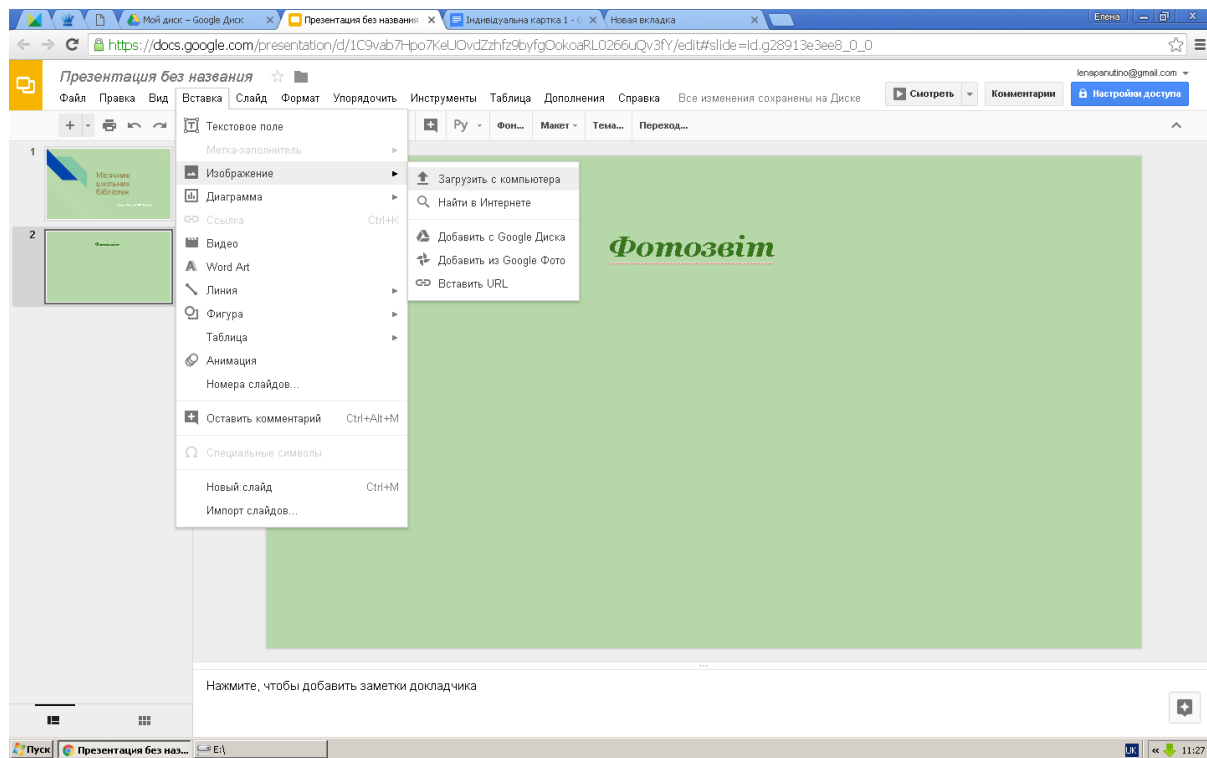 Мой диск – Google Диск
Презентация без названия
Індивідуальна картка 1 - G
Новая вкладка
Елена
https://docs.google.com/presentation/d/1C9vab7Hpo7KeUOvdZzhfz9byfgOokoaRL0266uQv3fY/edit#slide=id.g28913e3ee8_0_0
Презентация без названия
lenapanutino@gmail.com
Файл Правка Вид Вставка Слайд Формат Упорядочить Инструменты Таблица Дополнения Справка Все изменения сохранены на Диске
Смотреть
Комментарии
Настройки доступа
Ру Фон... Макет Тема... Переход...
1
Місячник
шкільних
бібліотек
2
Фотозвіт
Текстовое поле
Метка-заполнитель
Изображение
Диаграмма
Ссылка Ctrl+K
Видео
Word Art
Линия
Фигура
Таблица
Анимация
Номера слайдов...
Оставить комментарий Ctrl+Alt+M
Специальные символы
Новый слайд Ctrl+M
Импорт слайдов...
Загрузить с компьютера
Найти в Интернете
Добавить с Google Диска
Добавить из Google Фото
Вставить URL
Фотозвіт
Нажмите, чтобы добавить заметки докладчика
Пуск
Презентация без наз...
E:\
UK
11:27